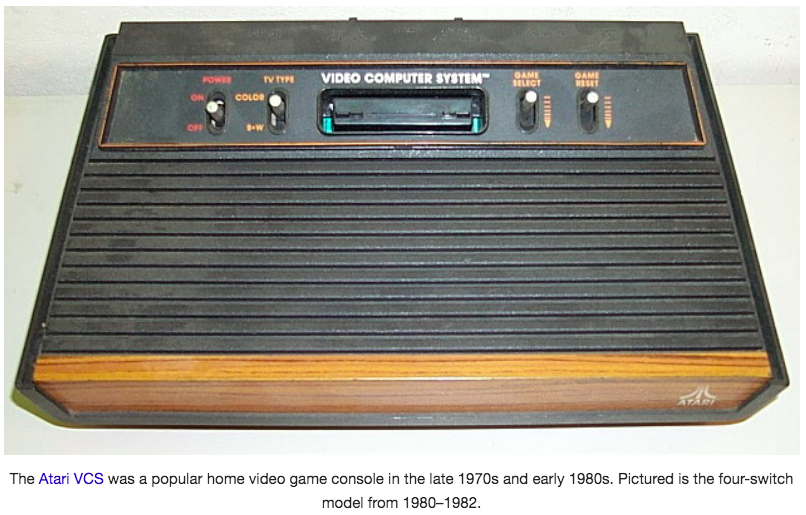 POWER
TV TYPE
VIDEO COMPUTER SYSTEM™
GAME
SELECT
GAME
RESET
ON
COLOR
OFF
B•W
ATARI
The Atari VCS was a popular home video game console in the late 1970s and early 1980s. Pictured is the four-switch
model from 1980–1982.